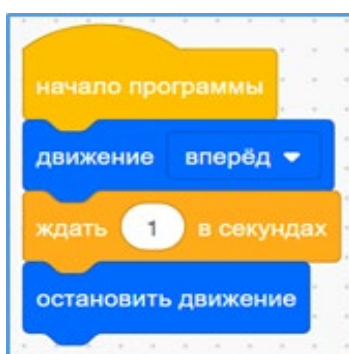 начало программы
движение вперёд
ждать 1 в секундах
остановить движение